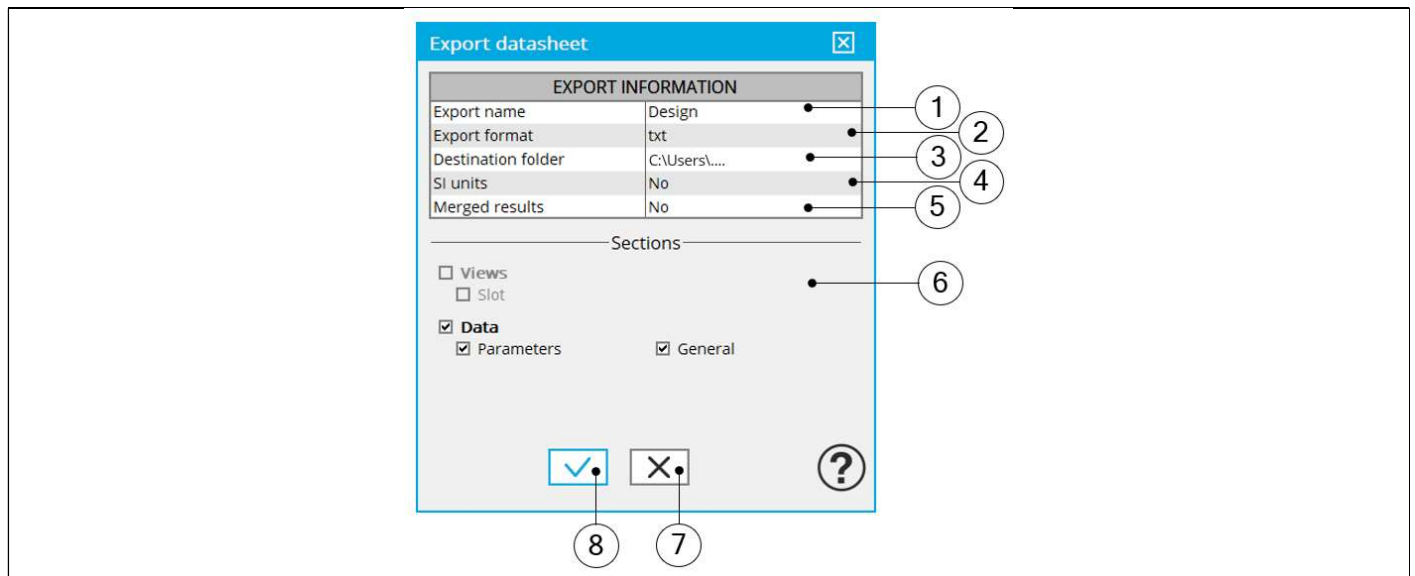 Export datasheet
EXPORT INFORMATION
Export name Design 1
Export format txt 2
Destination folder C:\Users\.... 3
SI units No 4
Merged results No 5
Sections
Views 6
Slot
Data
Parameters General
?
8 7